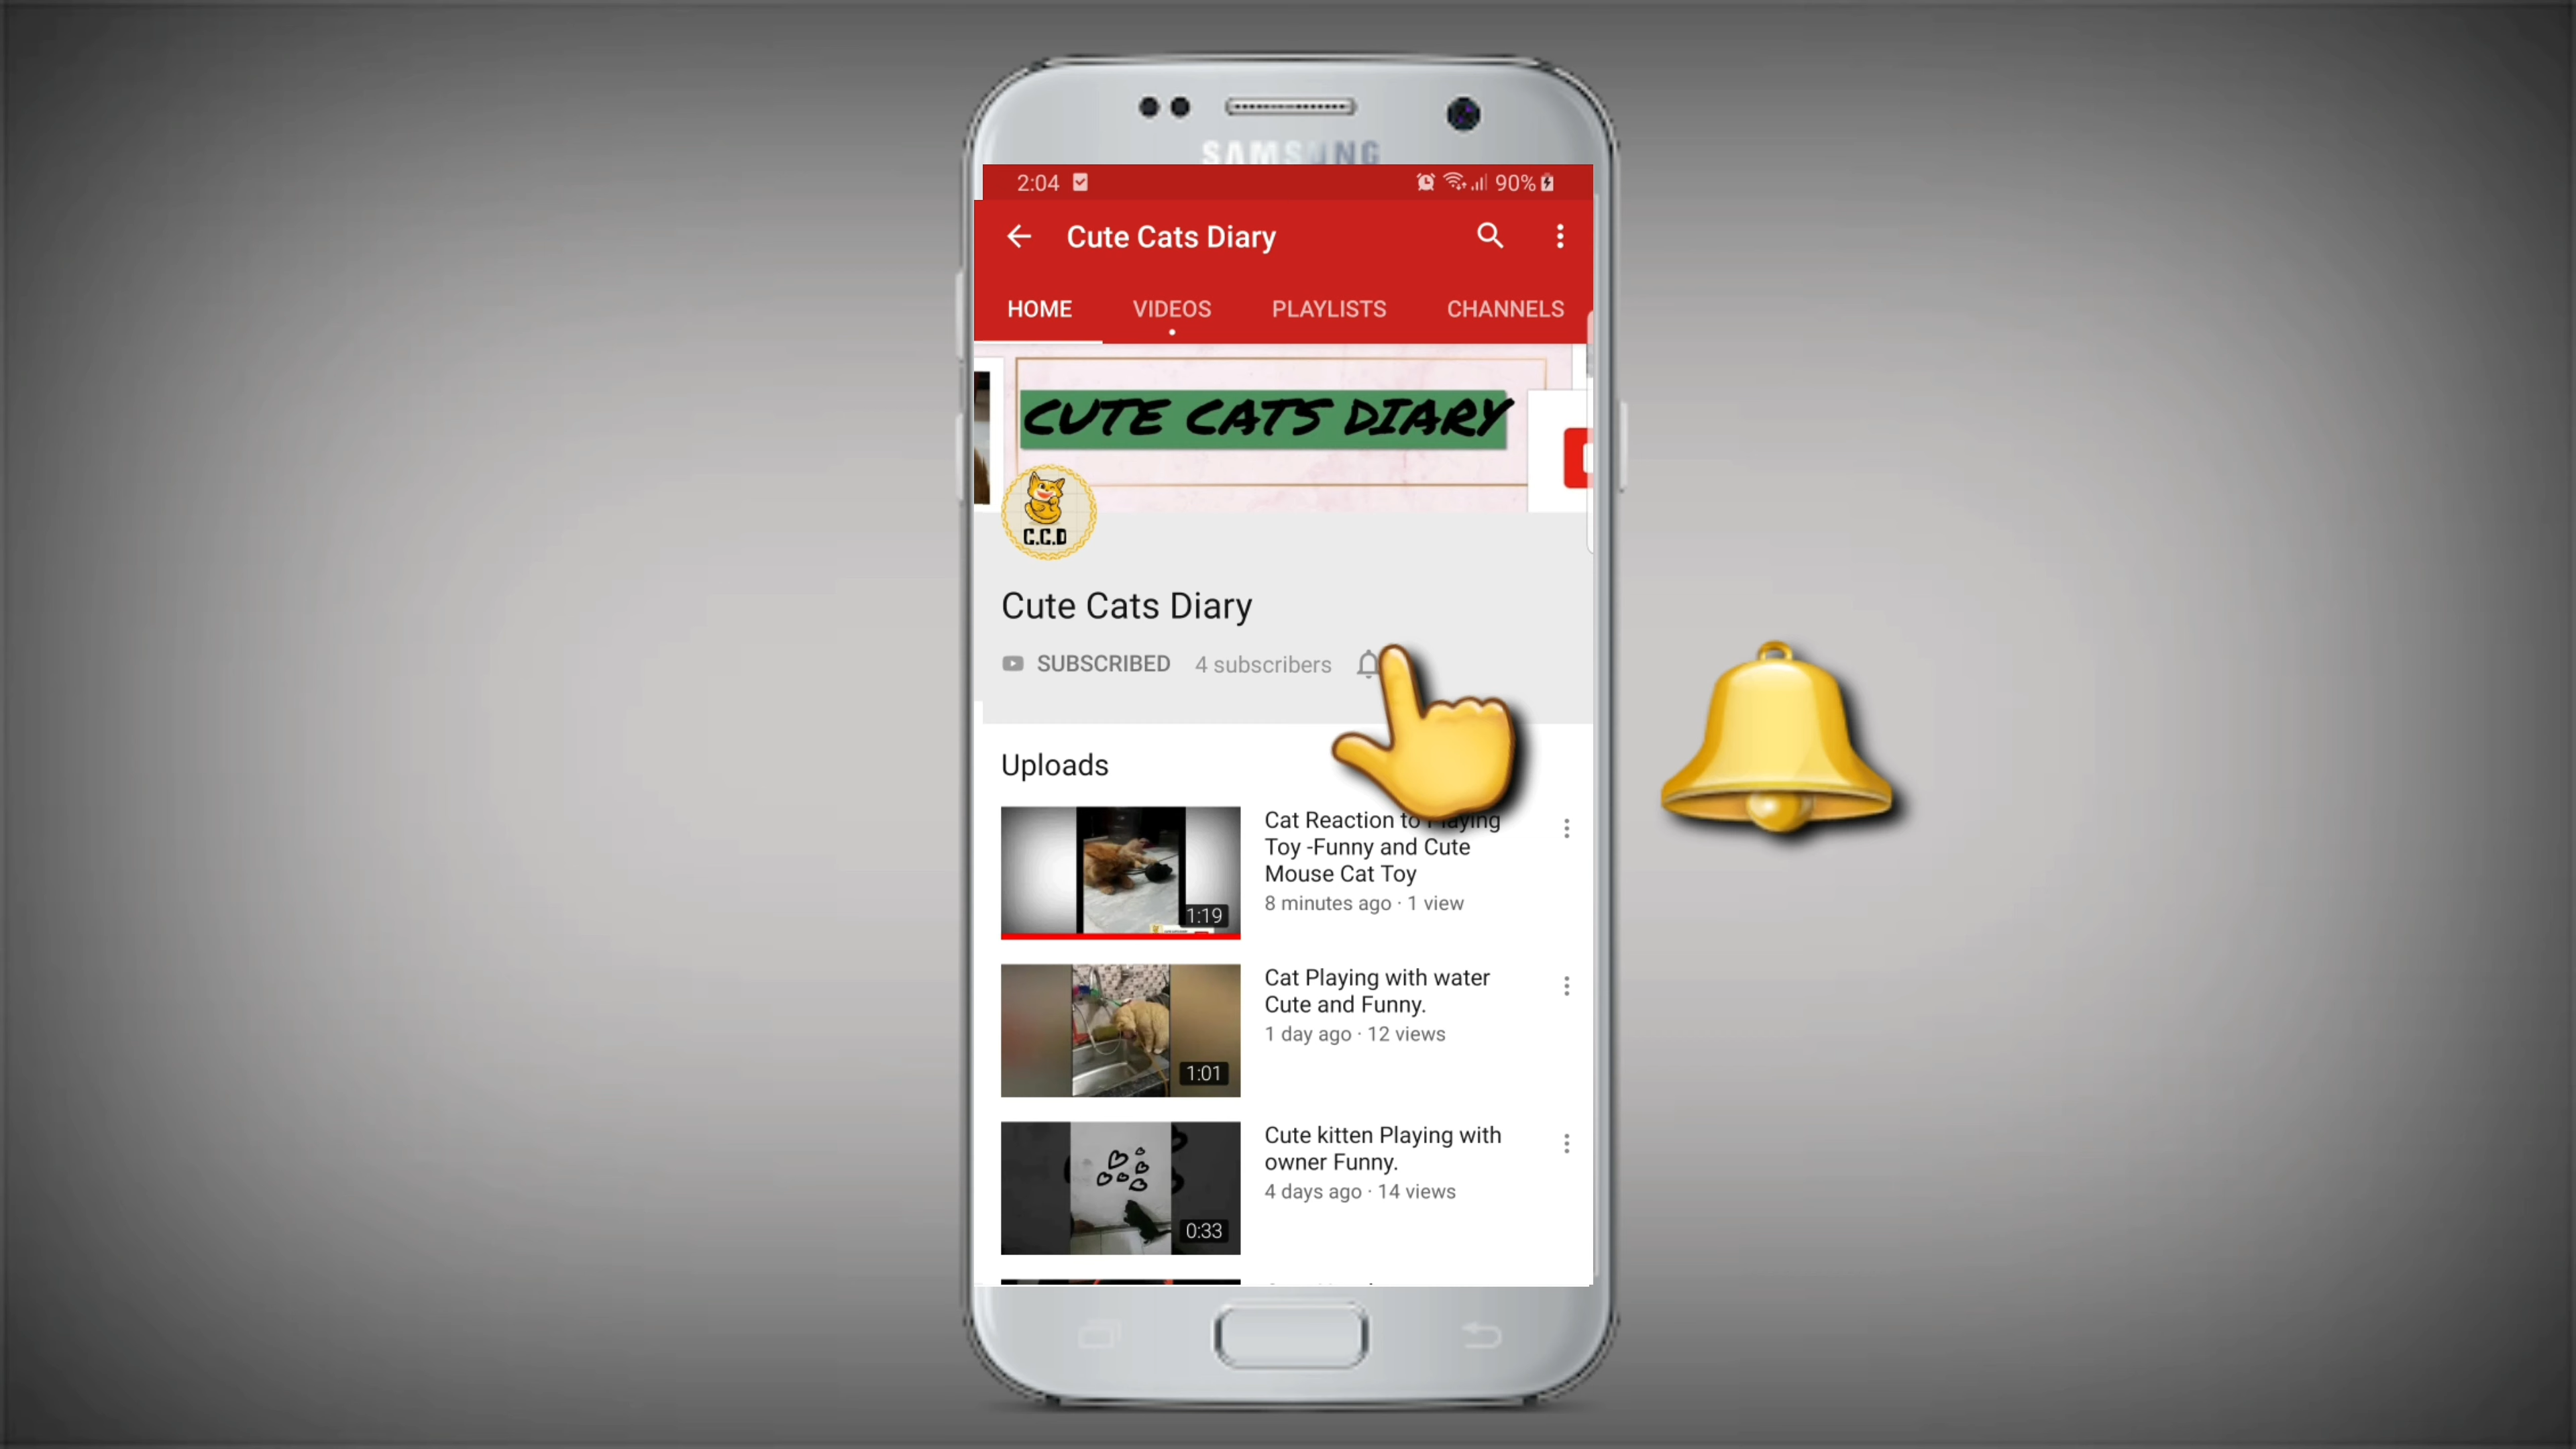 SAMSUNG
2:04 90%
Cute Cats Diary
HOME VIDEOS PLAYLISTS CHANNELS
CUTE CATS DIARY
C.C.D
Cute Cats Diary
SUBSCRIBED 4 subscribers
Uploads
Cat Reaction to Playing
Toy -Funny and Cute
Mouse Cat Toy
8 minutes ago · 1 view
1:19
Cat Playing with water
Cute and Funny.
1 day ago · 12 views
1:01
Cute kitten Playing with
owner Funny.
4 days ago · 14 views
0:33